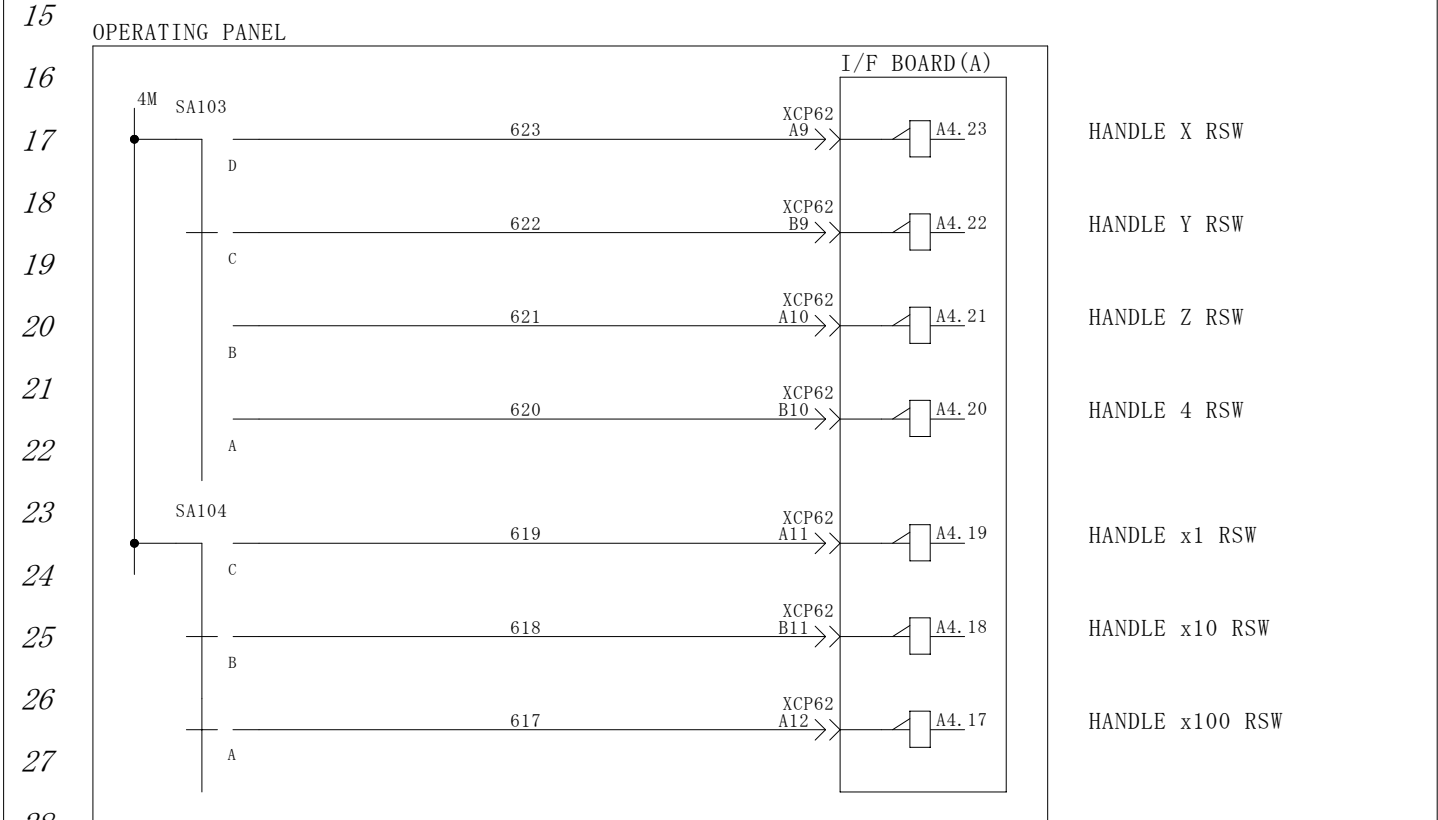 15
OPERATING PANEL
16
I/F BOARD(A)
4M SA103
17
D
623
XCP62
A9
A4.23
HANDLE X RSW
18
C
622
XCP62
B9
A4.22
HANDLE Y RSW
19
20
B
621
XCP62
A10
A4.21
HANDLE Z RSW
21
A
620
XCP62
B10
A4.20
HANDLE 4 RSW
22
23
SA104
C
619
XCP62
A11
A4.19
HANDLE x1 RSW
24
25
B
618
XCP62
B11
A4.18
HANDLE x10 RSW
26
A
617
XCP62
A12
A4.17
HANDLE x100 RSW
27
28